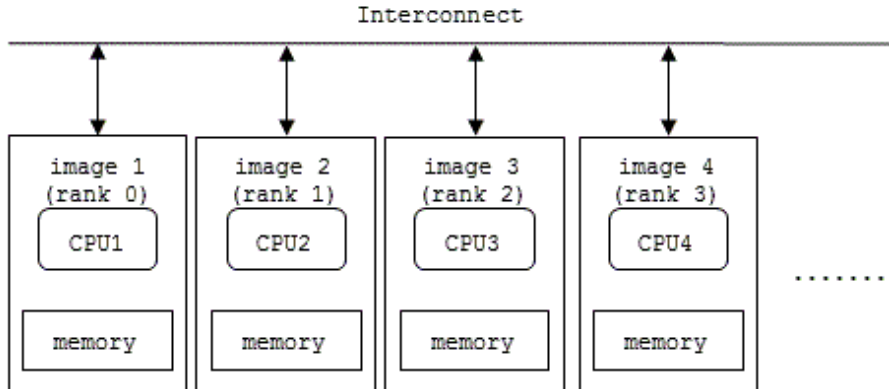 Interconnect
image 1
(rank 0)
CPU1
memory
image 2
(rank 1)
CPU2
memory
image 3
(rank 2)
CPU3
memory
image 4
(rank 3)
CPU4
memory
.......